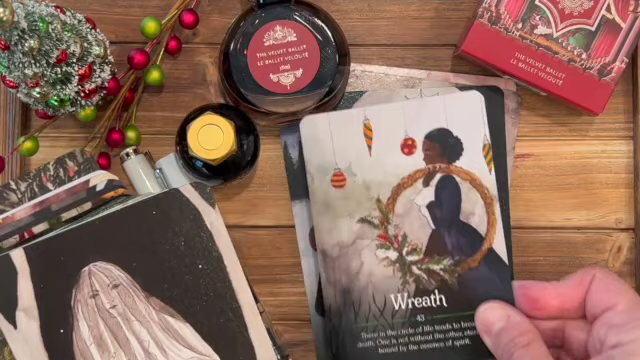 THE VELVET BALLET
LE BALLET VELOUTÉ
THE VELVET BALLET
LE BALLET VELOUTÉ
Wreath
43
There in the circle of life tends to
death. One is not without the other,
bound by the essence of spirit.